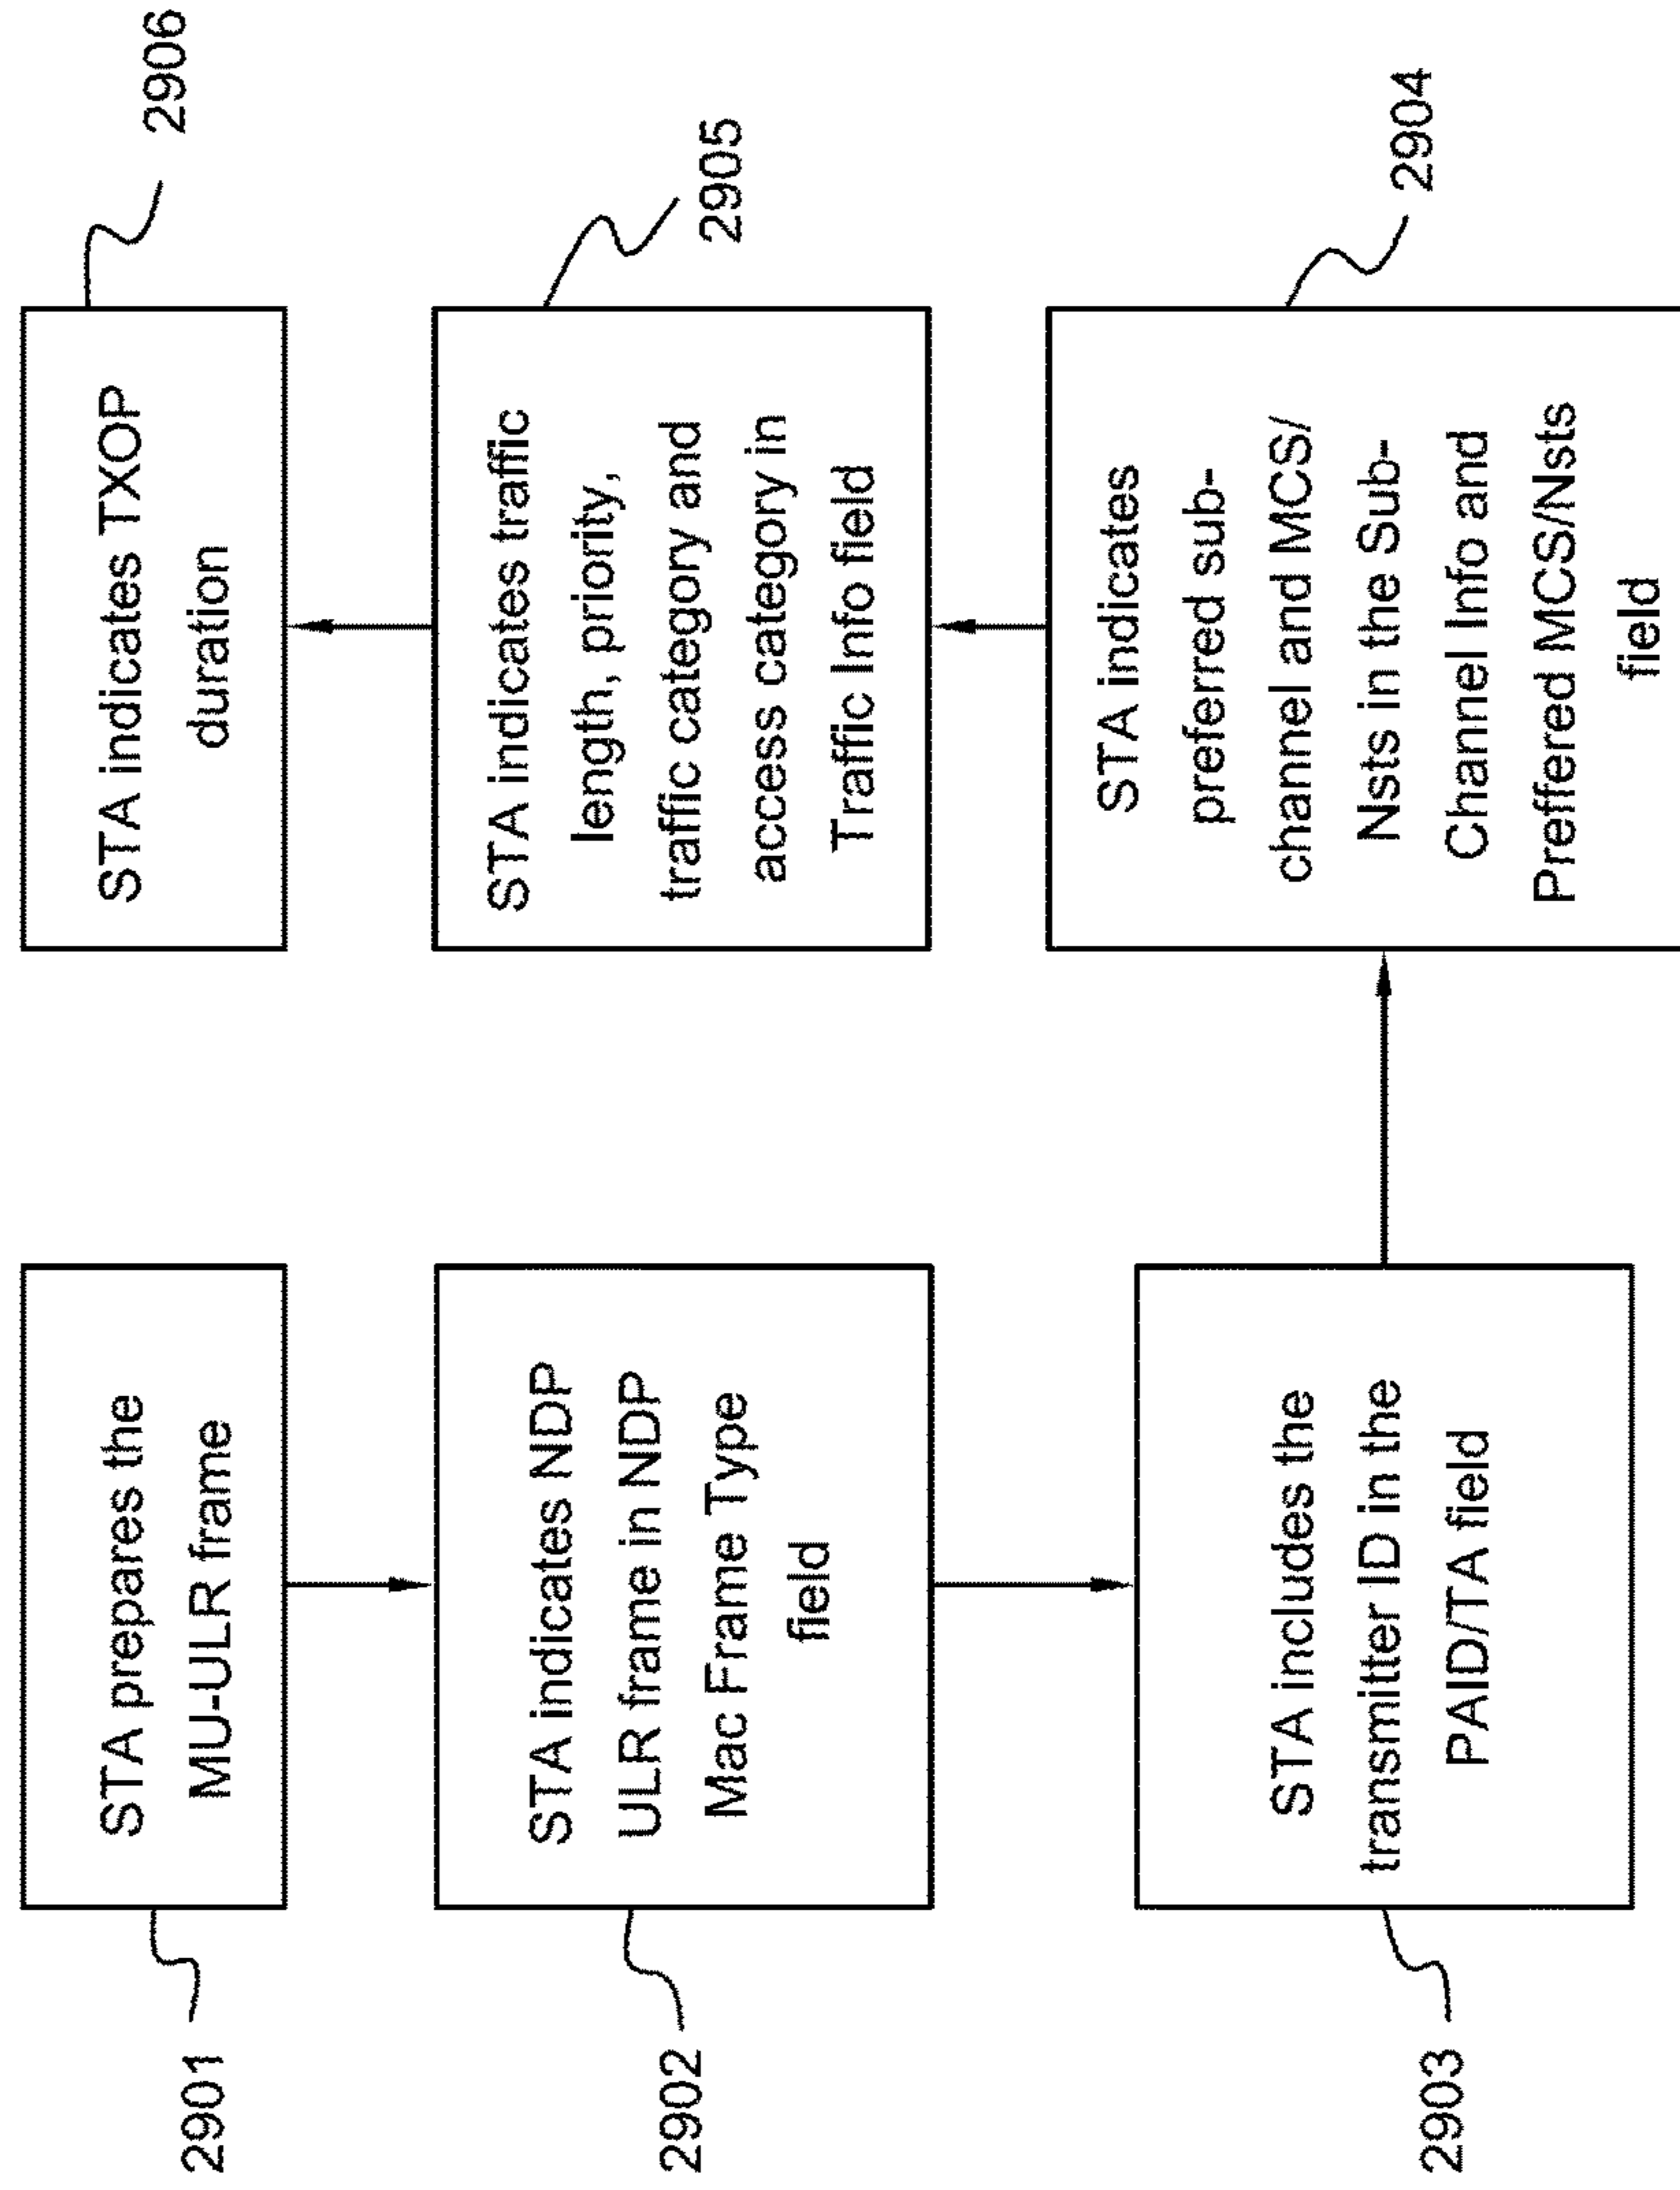 2901
STA prepares the
MU-ULR frame
2902
STA indicates NDP
ULR frame in NDP
Mac Frame Type
field
2903
STA includes the
transmitter ID in the
PAID/TA field
2904
STA indicates
preferred sub-
channel and MCS/
Nsts in the Sub-
Channel Info and
Preffered MCS/Nsts
field
2905
STA indicates traffic
length, priority,
traffic category and
access category in
Traffic Info field
2906
STA indicates TXOP
duration